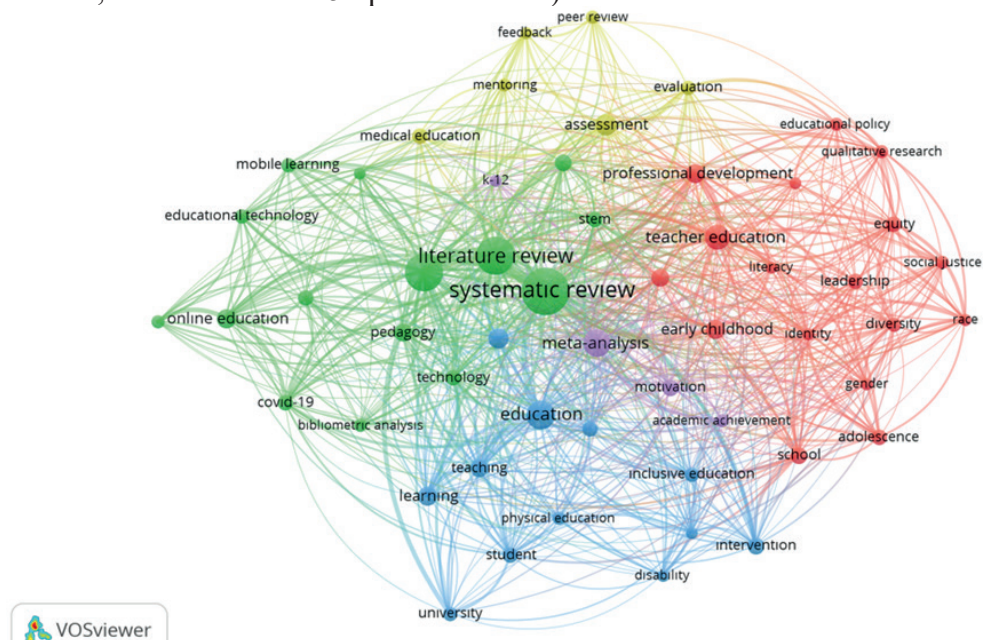 peer review
feedback
mentoring
evaluation
assessment
educational policy
medical education
qualitative research
mobile learning
professional development
k-12
educational technology
stem
equity
teacher education
literature review
social justice
literacy
leadership
systematic review
online education
race
diversity
early childhood
identity
pedagogy
meta-analysis
technology
motivation
gender
covid-19
education
academic achievement
bibliometric analysis
adolescence
school
teaching
inclusive education
learning
physical education
intervention
student
disability
university
VOSviewer